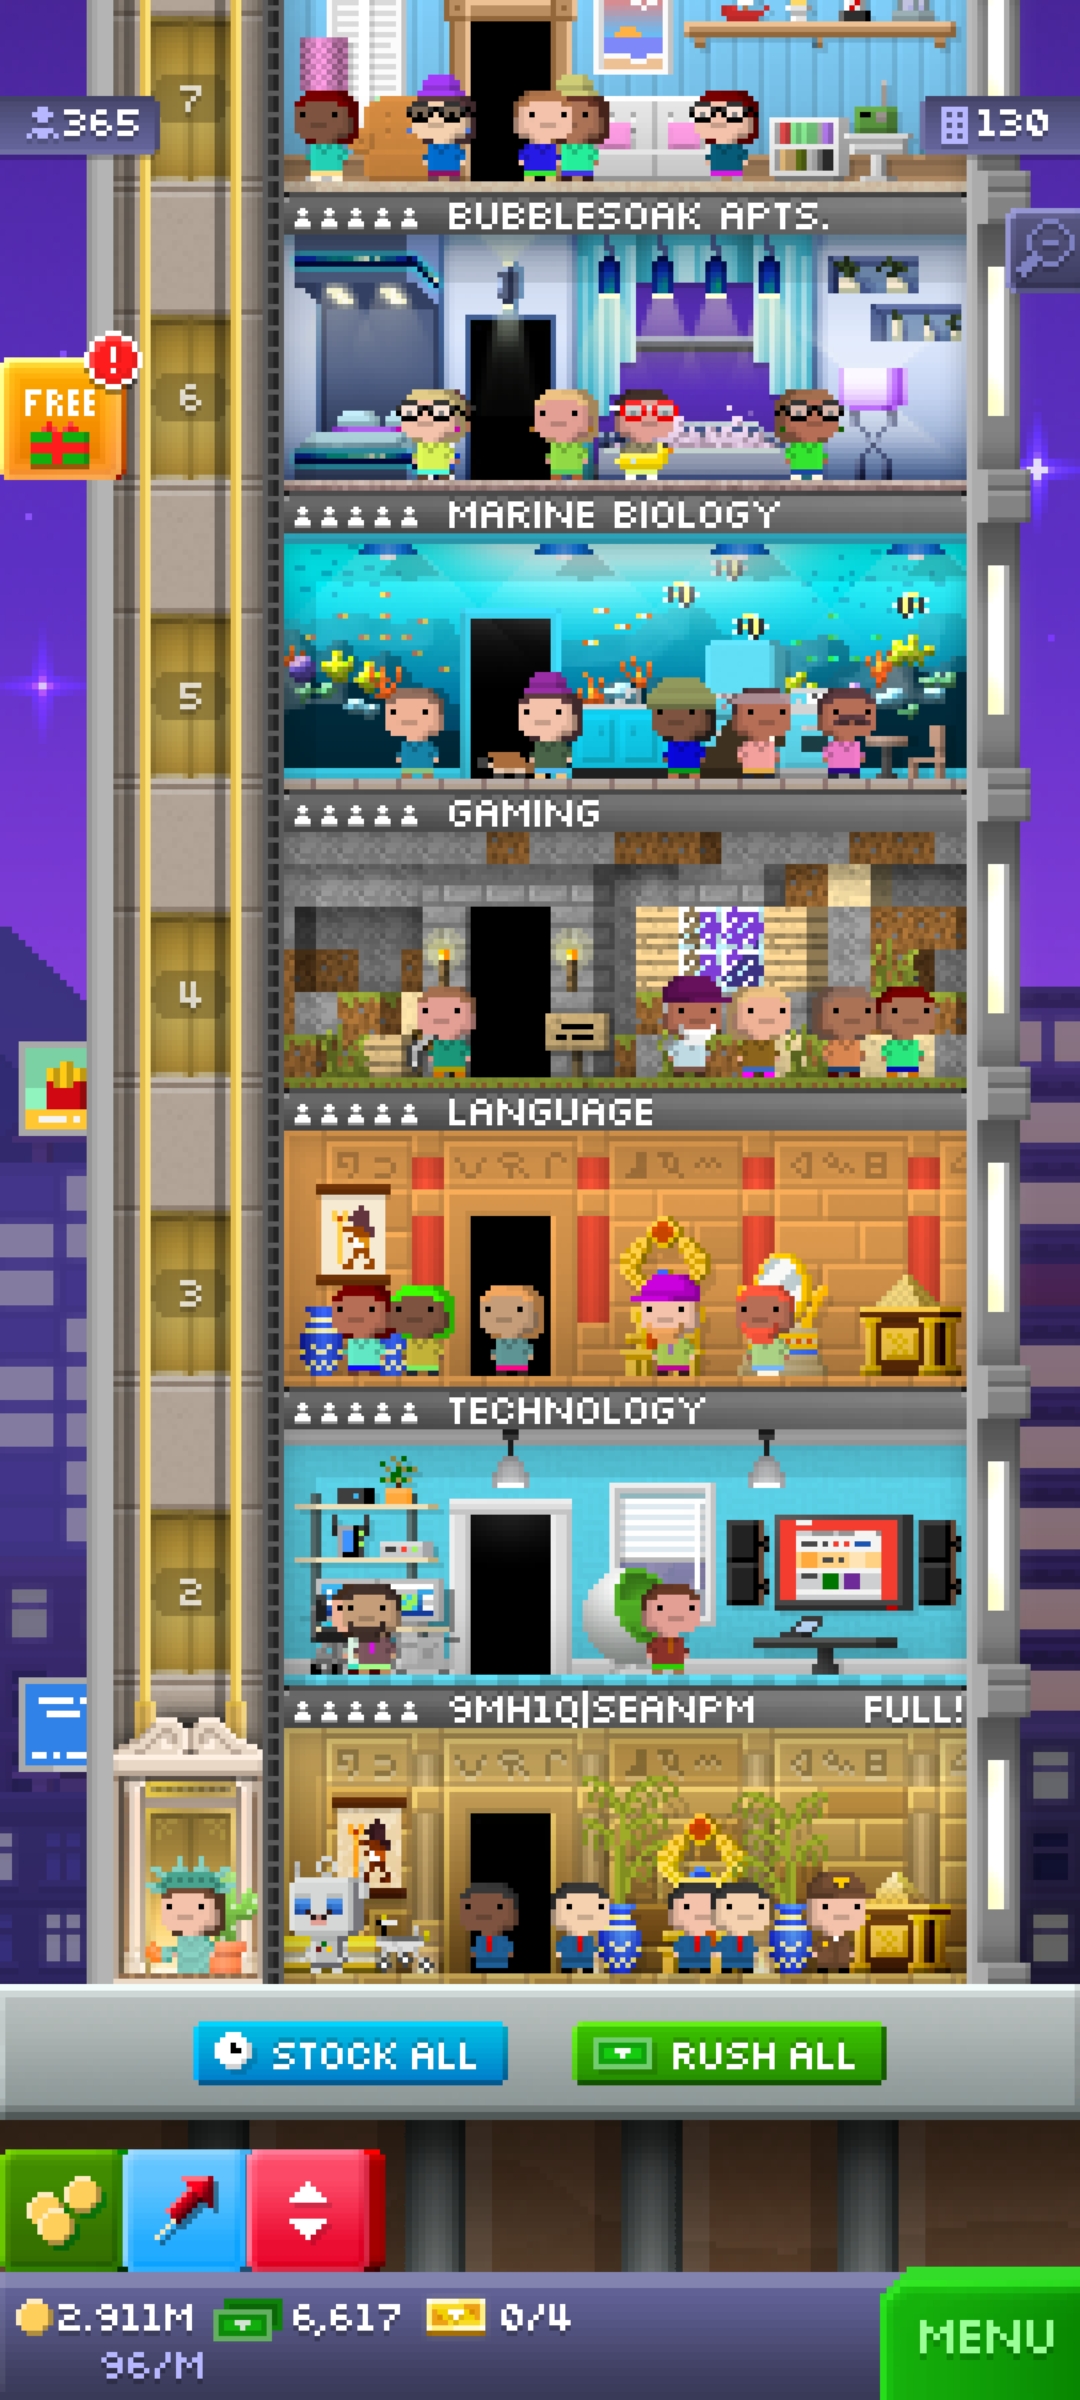 7
365
130
BUBBLESOAK APTS.
6
FREE
!
MARINE BIOLOGY
5
GAMING
4
LANGUAGE
3
TECHNOLOGY
2
9MH1Q|SEANPM FULL!
STOCK ALL
RUSH ALL
2.911M 6,617 0/4
96/M
MENU